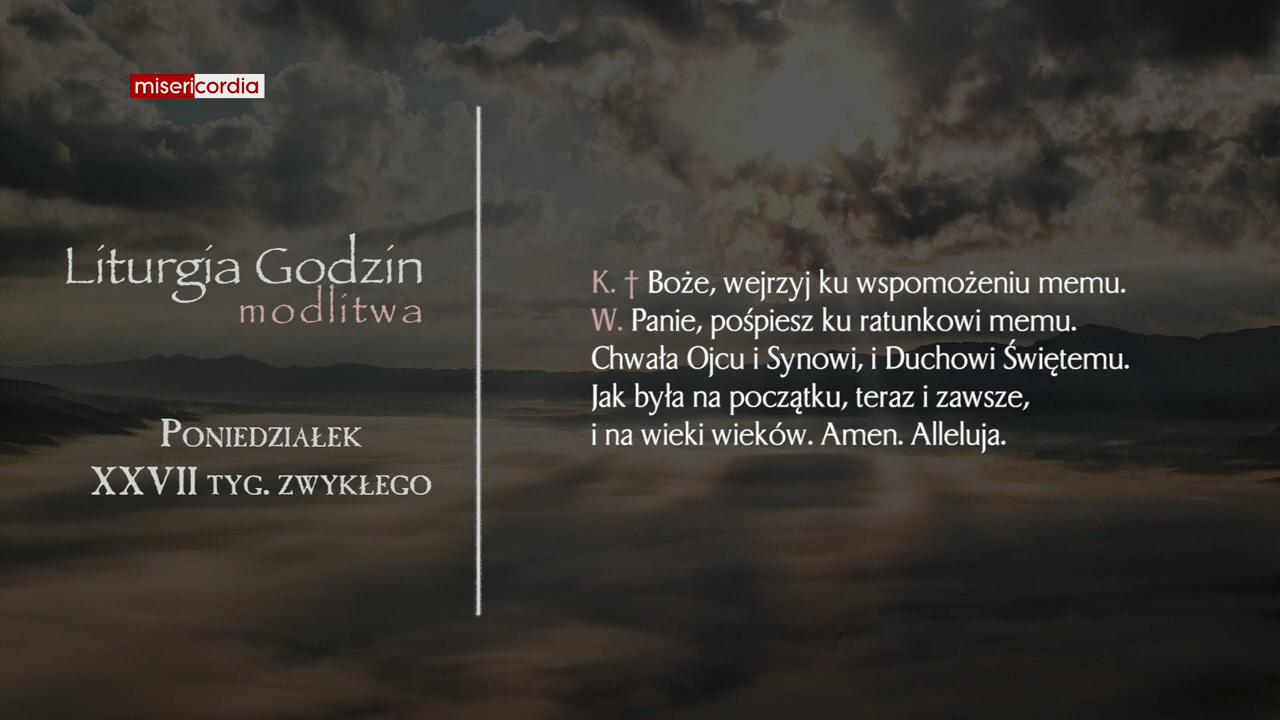 misericordia
Liturgia Godzin
modlitwa
Poniedziałek
XXVII tyg. zwykłego
K. † Boże, wejrzyj ku wspomożeniu memu.
W. Panie, pośpiesz ku ratunkowi memu.
Chwała Ojcu i Synowi, i Duchowi Świętemu.
Jak była na początku, teraz i zawsze,
i na wieki wieków. Amen. Alleluja.